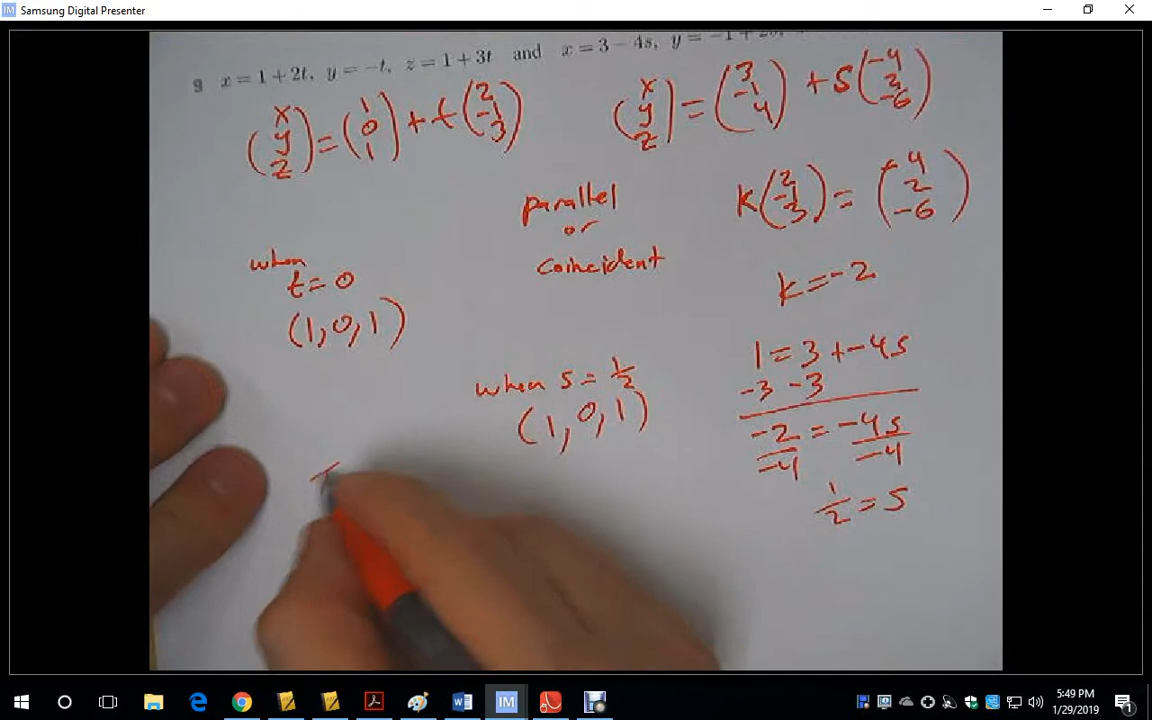 Samsung Digital Presenter
9 x = 1 + 2t, y = −t, z = 1 + 3t and x = 3 − 4s, y = −1 + 2s,
(x y z) = (1 0 1) + t(2 -1 3)
(x y z) = (3 -1 4) + s(-4 2 -6)
k(2 -1 3) = (-4 2 -6)
parallel
or
coincident
when
t = 0
(1, 0, 1)
k = -2
1 = 3 + -4s
-3 -3
-2 = -4s
-4 -4
1/2 = s
when s = 1/2
(1, 0, 1)
5:49 PM
1/29/2019